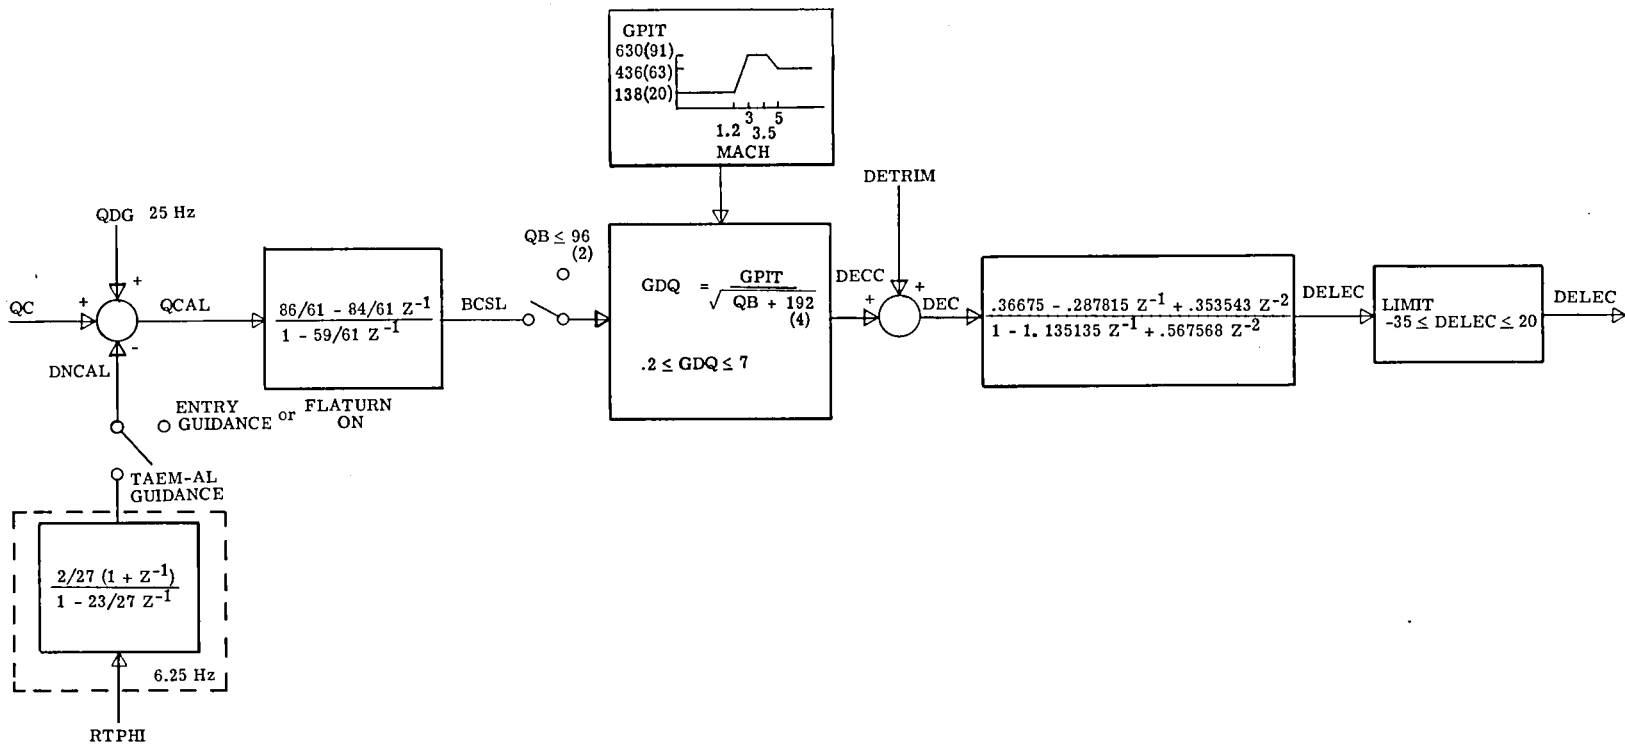 GPIT
630(91)
436(63)
138(20)
3 5
1.2 3.5
MACH
DETRIM
QDG 25 Hz
QB ≤ 96
(2)
+
QC + QCAL
86/61 - 84/61 Z⁻¹
1 - 59/61 Z⁻¹
BCSL
GDQ = GPIT
√ QB + 192
(4)
.2 ≤ GDQ ≤ 7
DECC
+
+
DEC
.36675 - .287815 Z⁻¹ + .353543 Z⁻²
1 - 1.135135 Z⁻¹ + .567568 Z⁻²
DELEC
LIMIT
-35 ≤ DELEC ≤ 20
DELEC
-
DNCAL
ENTRY
GUIDANCE or FLATURN
ON
TAEM-AL
GUIDANCE
2/27 (1 + Z⁻¹)
1 - 23/27 Z⁻¹
6.25 Hz
RTPHI